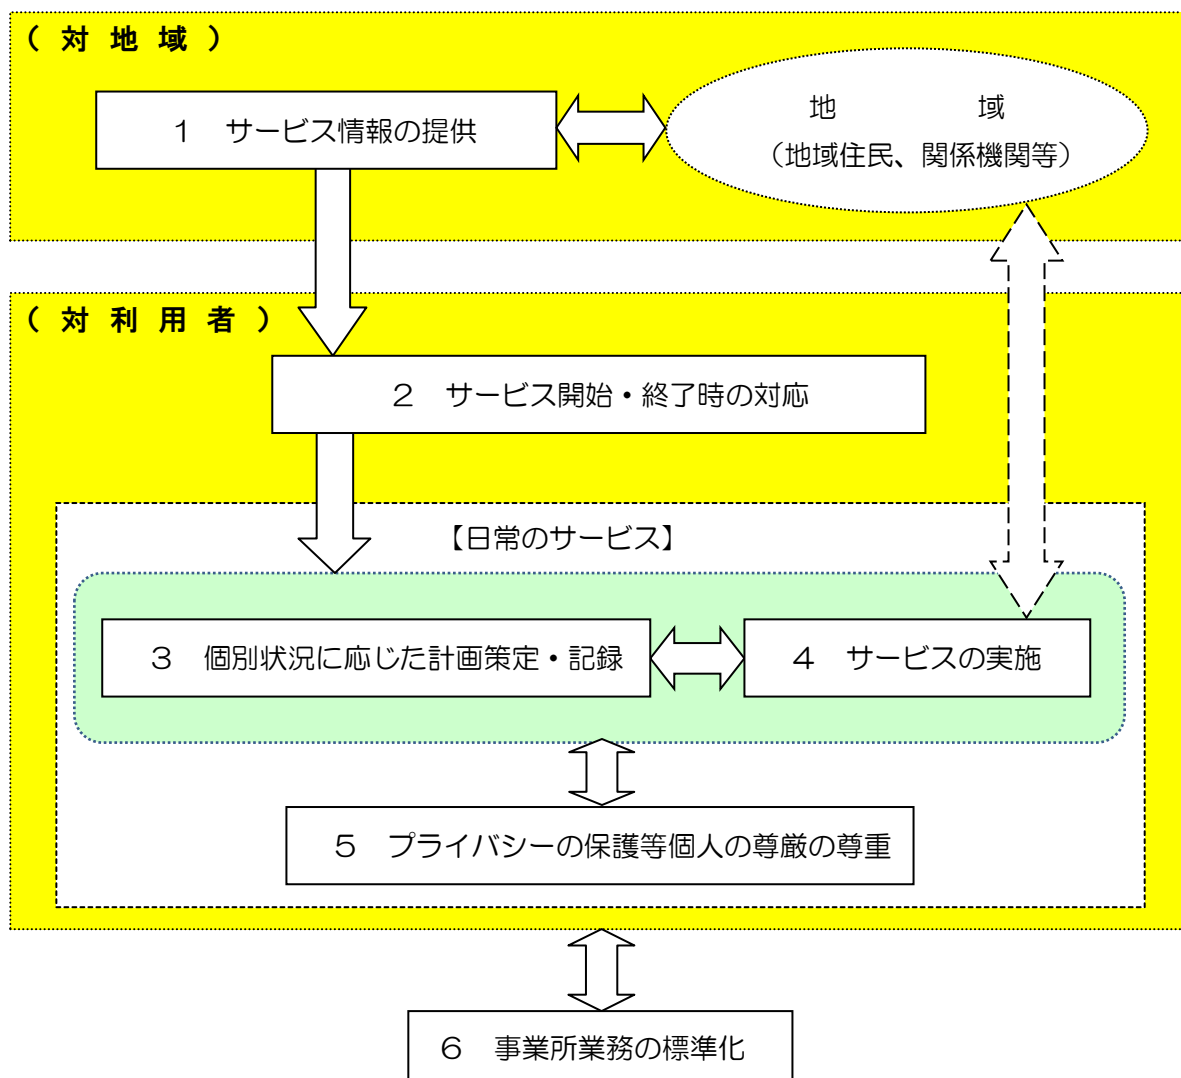 （ 対 地 域 ）
１　サービス情報の提供
地　　　　　域
（地域住民、関係機関等）
（ 対 利 用 者 ）
２　サービス開始・終了時の対応
【日常のサービス】
３　個別状況に応じた計画策定・記録
４　サービスの実施
５　プライバシーの保護等個人の尊厳の尊重
６　事業所業務の標準化